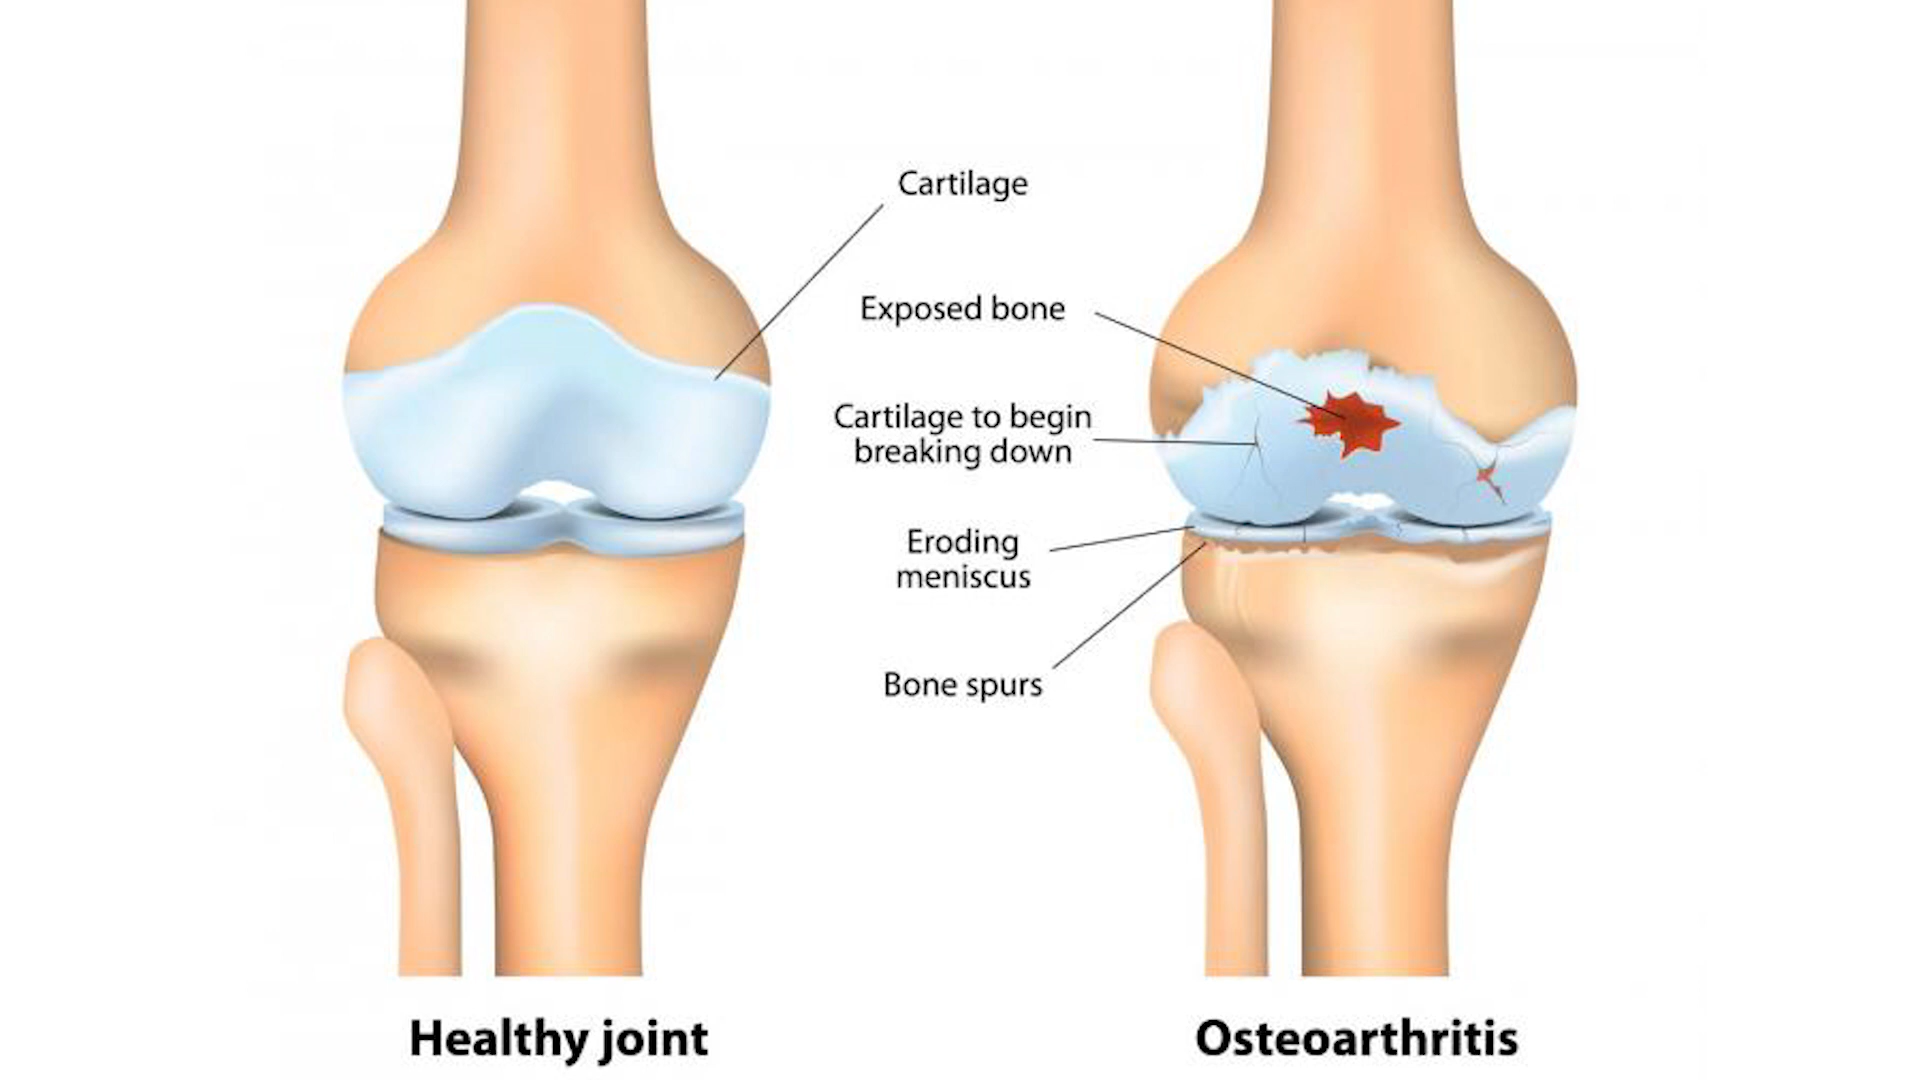 Cartilage
Exposed bone
Cartilage to begin
breaking down
Eroding
meniscus
Bone spurs
Healthy joint
Osteoarthritis